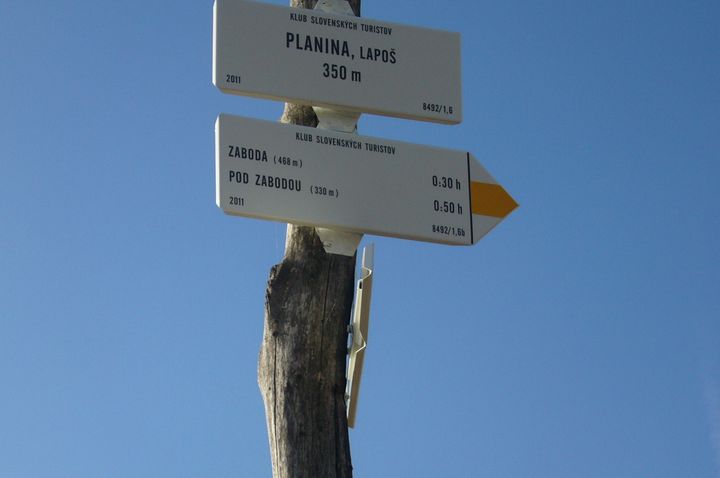 KLUB SLOVENSKÝCH TURISTOV
PLANINA, LAPOŠ
350 m
2011 8492/1,6
KLUB SLOVENSKÝCH TURISTOV
ZABODA (468 m) 0:30 h
POD ZABODOU (330 m) 0:50 h
2011 8492/1,6b